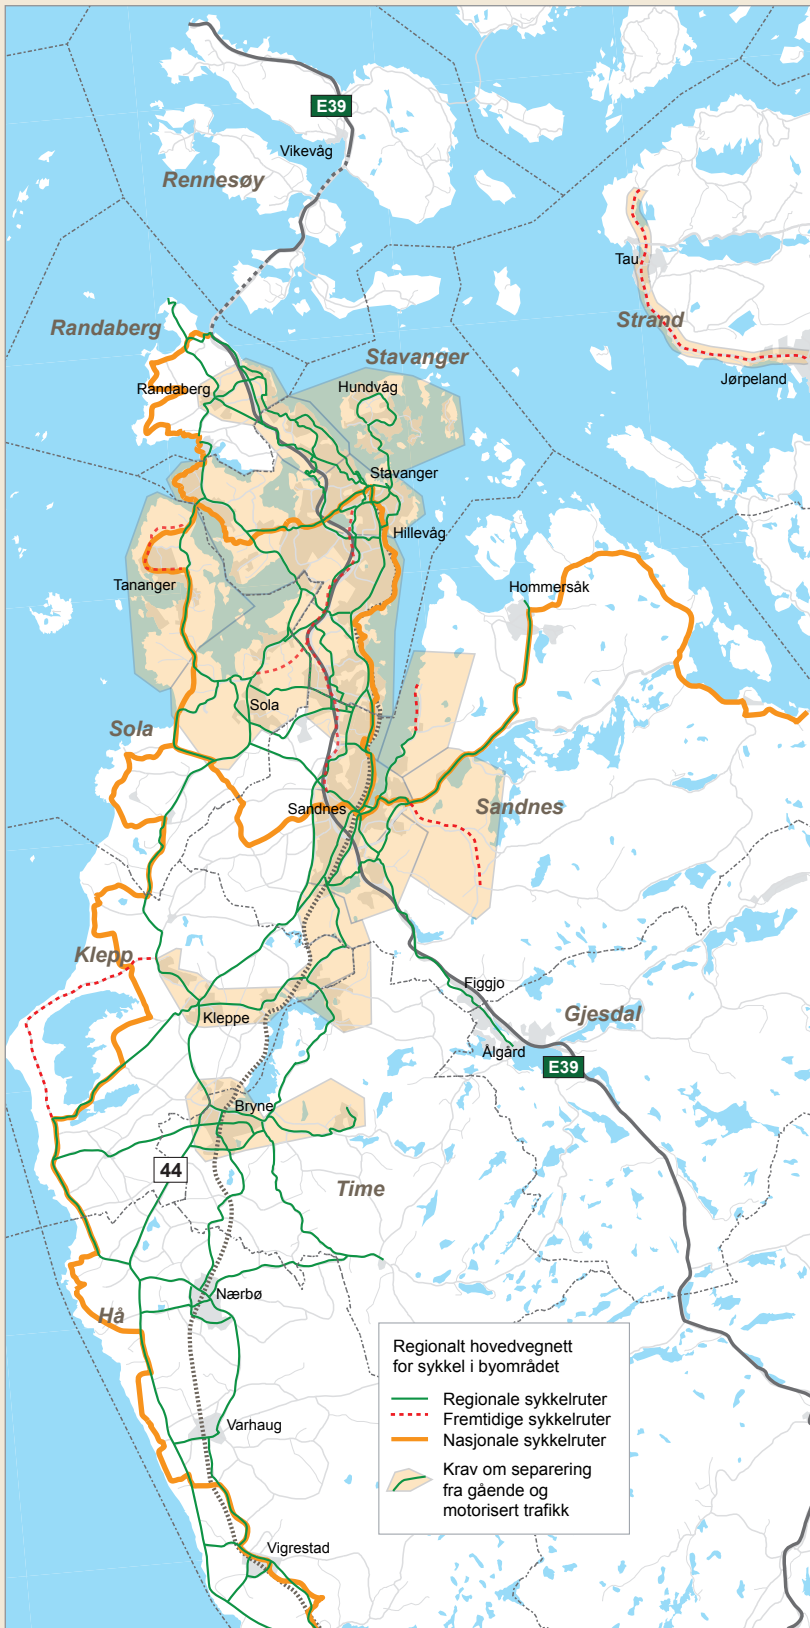 E39
Vikevåg
Rennesøy
Tau
Strand
Randaberg
Stavanger
Jørpeland
Hundvåg
Randaberg
Stavanger
Hillevåg
Tananger
Hommersåk
Sola
Sola
Sandnes
Sandnes
Klepp
Figgjo
Gjesdal
Kleppe
Ålgård
E39
Bryne
44
Time
Nærbø
Hå
Regionalt hovedvegnett
for sykkel i byområdet
Regionale sykkelruter
Fremtidige sykkelruter
Nasjonale sykkelruter
Krav om separering
fra gående og
motorisert trafikk
Varhaug
Vigrestad